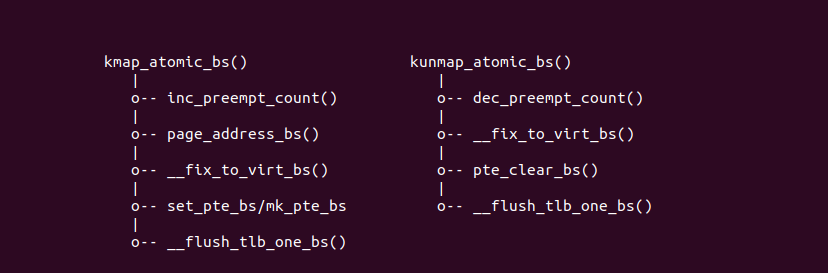 kmap_atomic_bs()                  kunmap_atomic_bs()
   |                                 |
   o-- inc_preempt_count()           o-- dec_preempt_count()
   |                                 |
   o-- page_address_bs()             o-- __fix_to_virt_bs()
   |                                 |
   o-- __fix_to_virt_bs()            o-- pte_clear_bs()
   |                                 |
   o-- set_pte_bs/mk_pte_bs          o-- __flush_tlb_one_bs()
   |
   o-- __flush_tlb_one_bs()